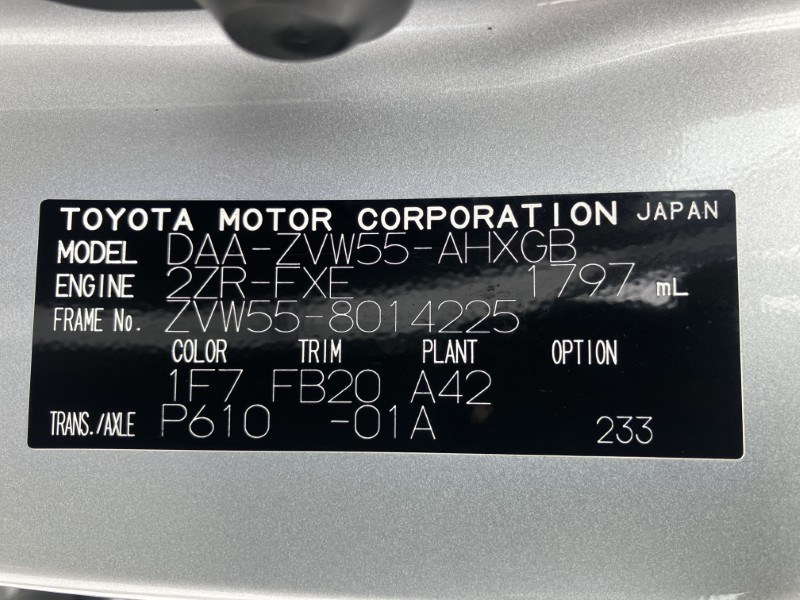 TOYOTA MOTOR CORPORATION JAPAN
MODEL DAA-ZVW55-AHXGB
ENGINE 2ZR-FXE 1797 mL
FRAME No. ZVW55-8014225
COLOR TRIM PLANT OPTION
1F7 FB20 A42
TRANS./AXLE P610 -01A 233